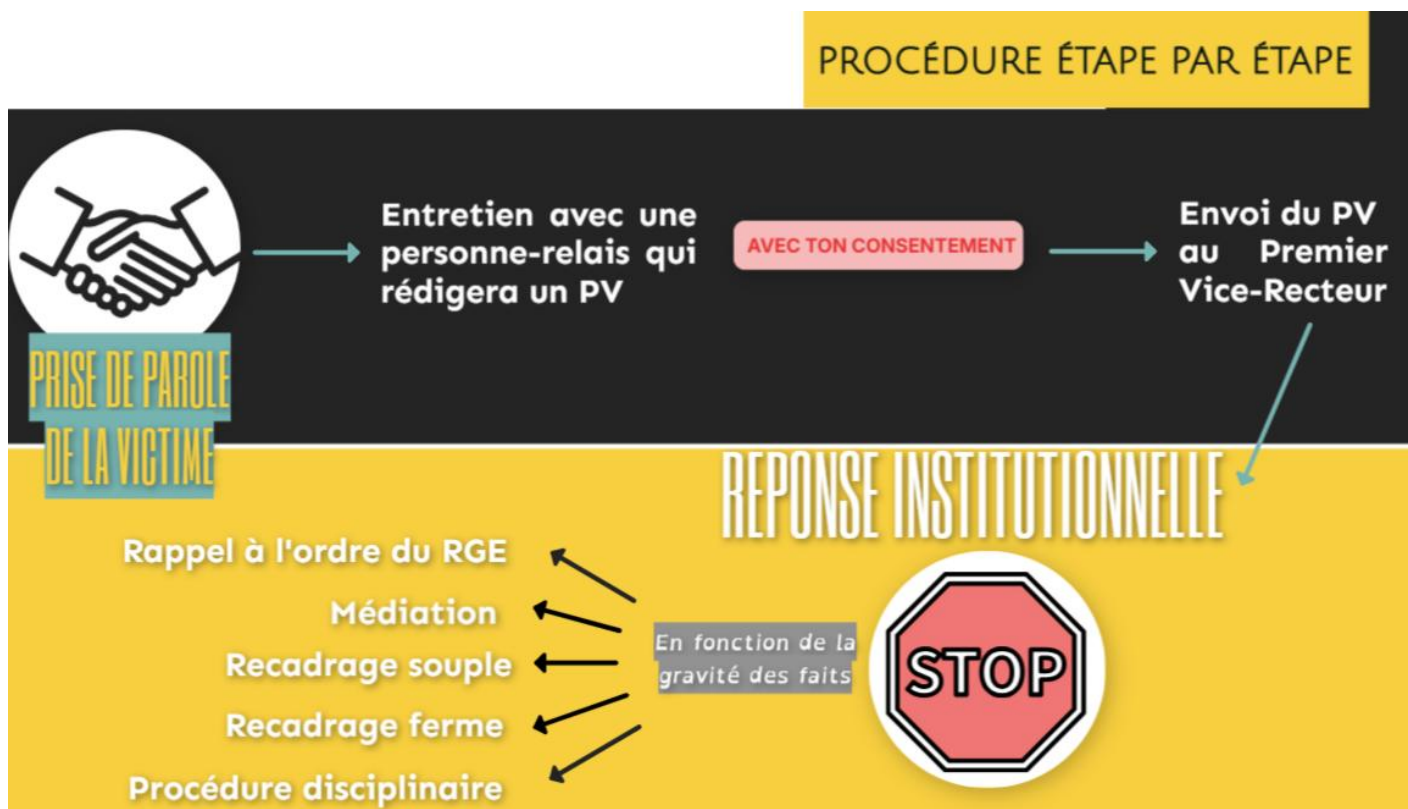 PROCÉDURE ÉTAPE PAR ÉTAPE
PRISE DE PAROLE
DE LA VICTIME
Entretien avec une
personne-relais qui
rédigera un PV
AVEC TON CONSENTEMENT
Envoi du PV
au Premier
Vice-Recteur
REPONSE INSTITUTIONNELLE
STOP
En fonction de la
gravité des faits
Rappel à l'ordre du RGE
Médiation
Recadrage souple
Recadrage ferme
Procédure disciplinaire